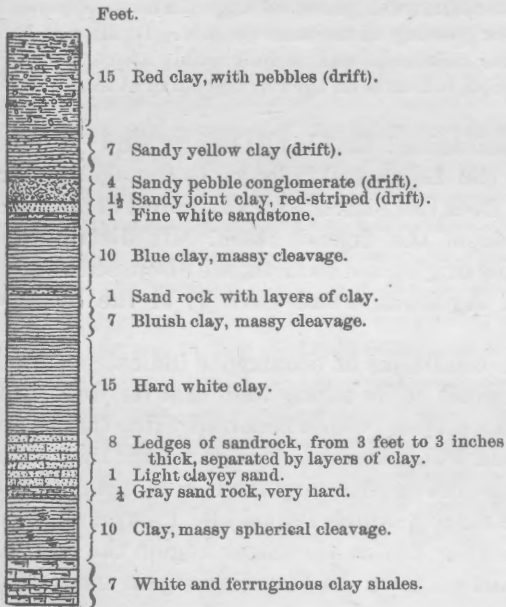 Feet.
15 Red clay, with pebbles (drift).
7 Sandy yellow clay (drift).
4 Sandy pebble conglomerate (drift).
1½ Sandy joint clay, red-striped (drift).
1 Fine white sandstone.
10 Blue clay, massy cleavage.
1 Sand rock with layers of clay.
7 Bluish clay, massy cleavage.
15 Hard white clay.
8 Ledges of sandrock, from 3 feet to 3 inches
thick, separated by layers of clay.
1 Light clayey sand.
½ Gray sand rock, very hard.
10 Clay, massy spherical cleavage.
7 White and ferruginous clay shales.